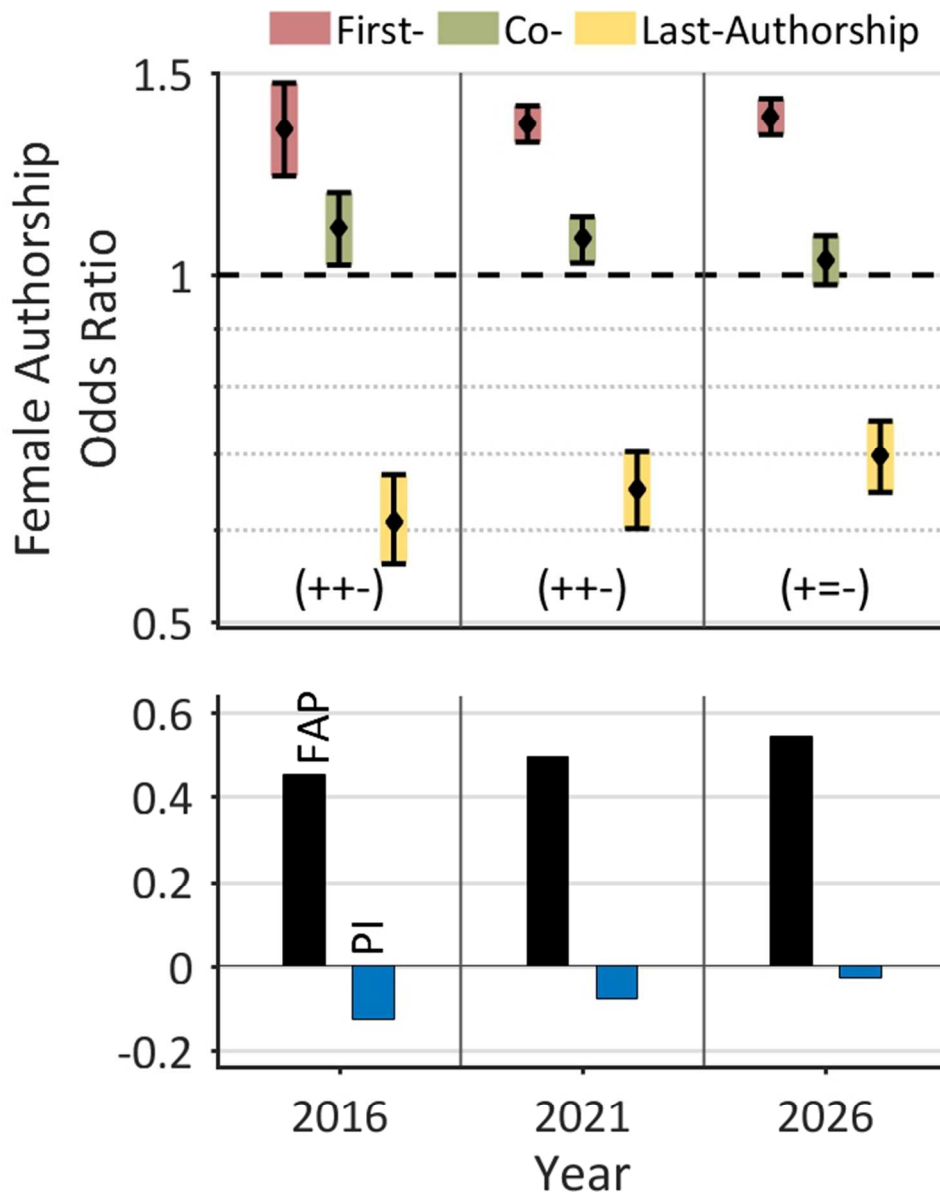 First- Co- Last-Authorship
Female Authorship
Odds Ratio
1.5
1
0.5
(++-) (++-) (+=-)
0.6
0.4
0.2
0
-0.2
FAP
PI
2016 2021 2026
Year